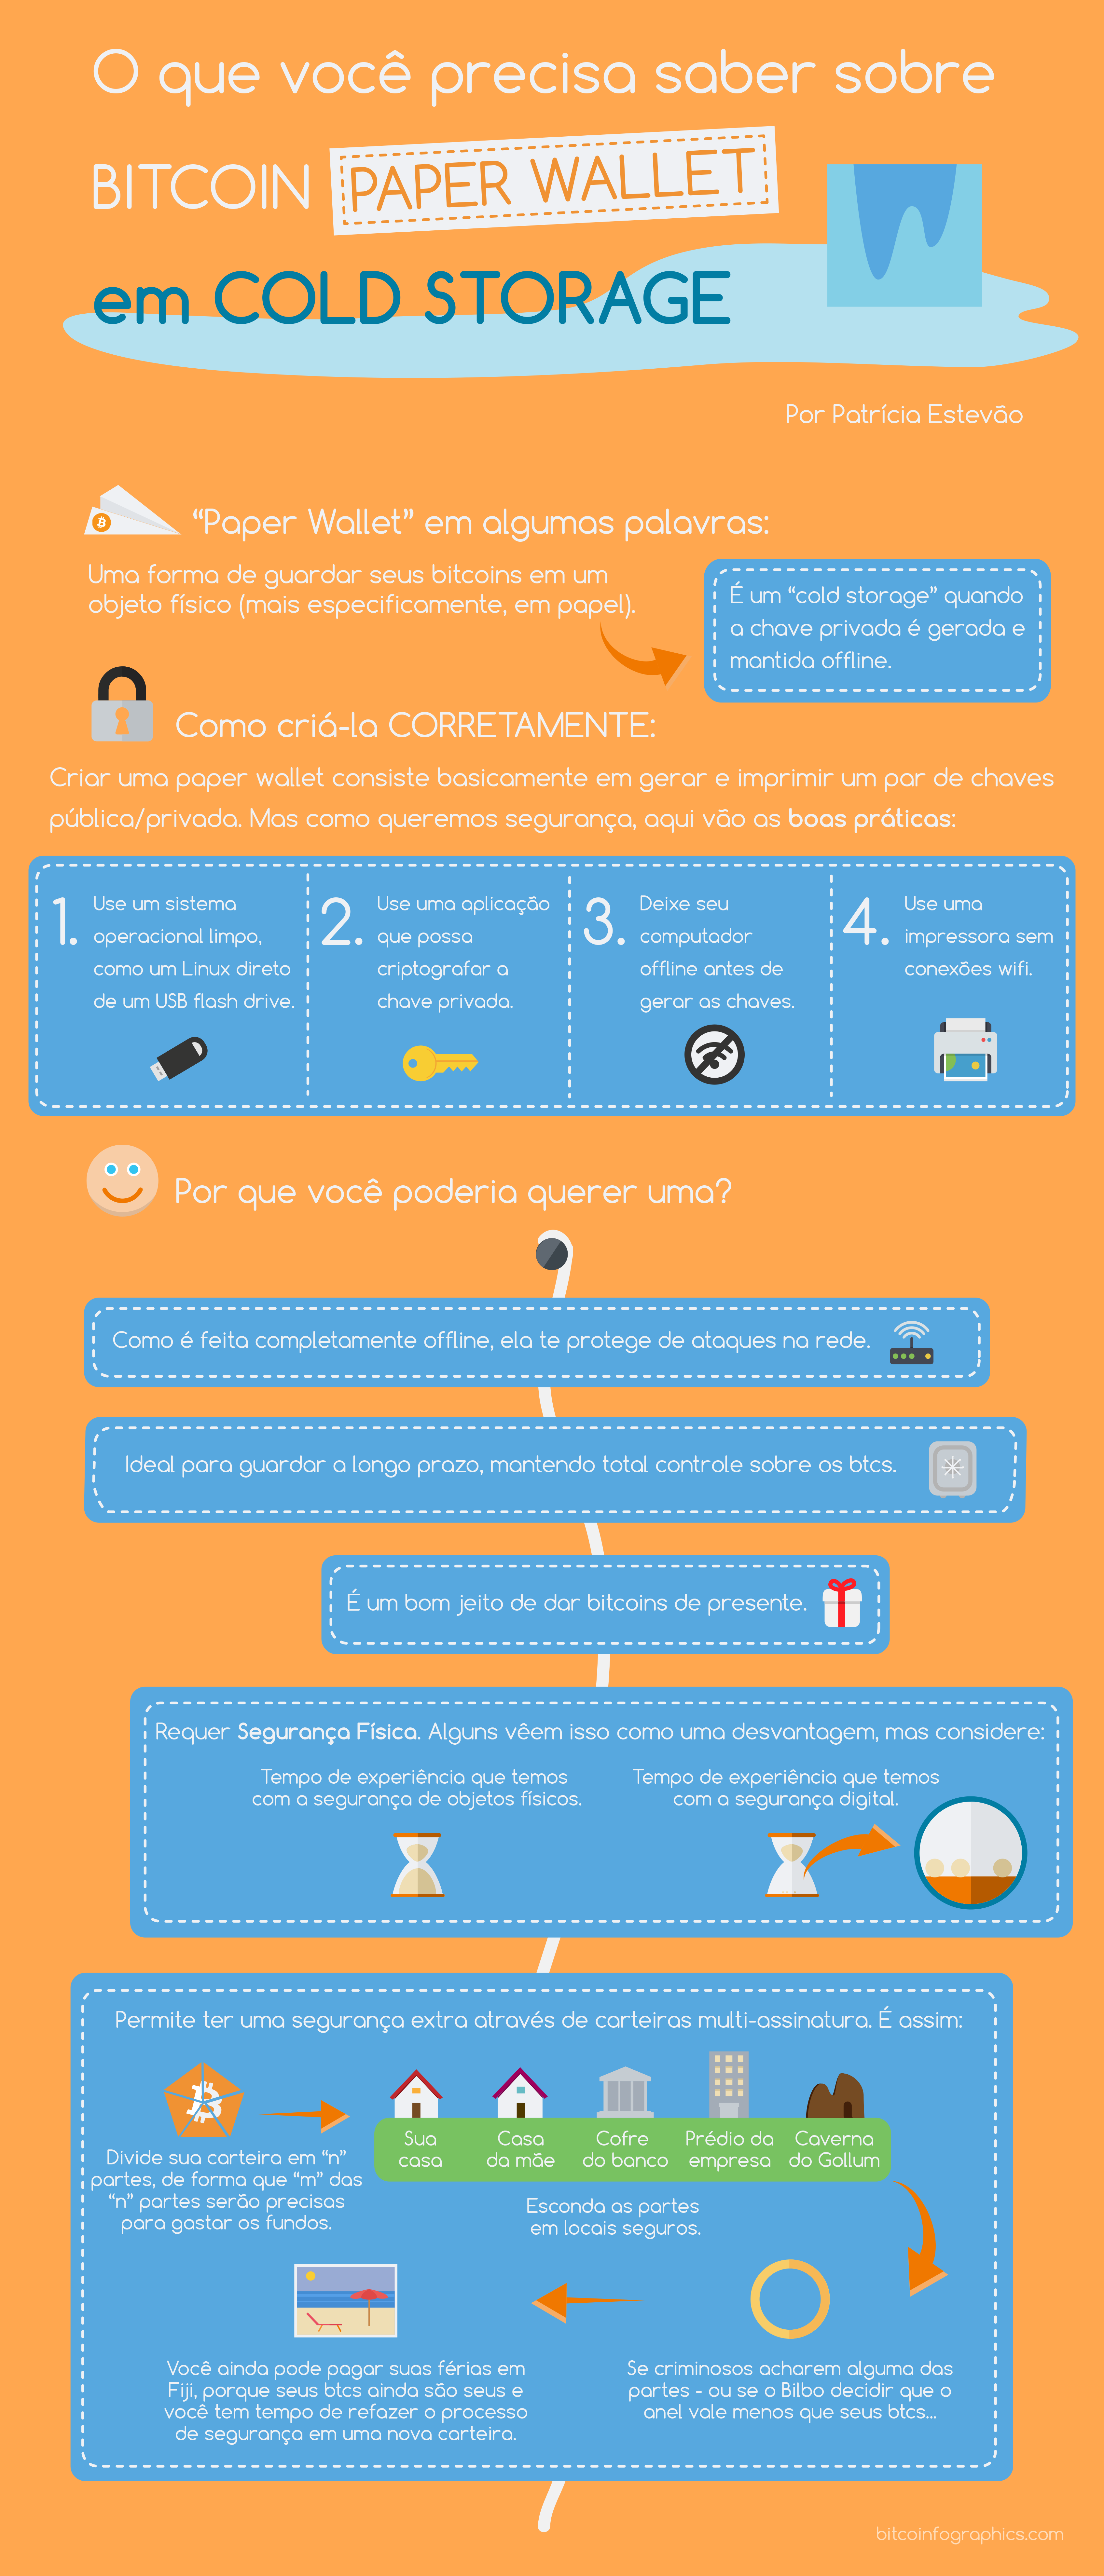 O que você precisa saber sobre
BITCOIN PAPER WALLET
em COLD STORAGE
Por Patrícia Estevão
“Paper Wallet” em algumas palavras:
Uma forma de guardar seus bitcoins em um
objeto físico (mais especificamente, em papel).
É um “cold storage” quando
a chave privada é gerada e
mantida offline.
Como criá-la CORRETAMENTE:
Criar uma paper wallet consiste basicamente em gerar e imprimir um par de chaves
pública/privada. Mas como queremos segurança, aqui vão as boas práticas:
1. Use um sistema
operacional limpo,
como um Linux direto
de um USB flash drive.
2. Use uma aplicação
que possa
criptografar a
chave privada.
3. Deixe seu
computador
offline antes de
gerar as chaves.
4. Use uma
impressora sem
conexões wifi.
Por que você poderia querer uma?
Como é feita completamente offline, ela te protege de ataques na rede.
Ideal para guardar a longo prazo, mantendo total controle sobre os btcs.
É um bom jeito de dar bitcoins de presente.
Requer Segurança Física. Alguns vêem isso como uma desvantagem, mas considere:
Tempo de experiência que temos
com a segurança de objetos físicos.
Tempo de experiência que temos
com a segurança digital.
Permite ter uma segurança extra através de carteiras multi-assinatura. É assim:
Divide sua carteira em “n”
partes, de forma que “m” das
“n” partes serão precisas
para gastar os fundos.
Sua
casa
Casa
da mãe
Cofre
do banco
Prédio da
empresa
Caverna
do Gollum
Esconda as partes
em locais seguros.
Se criminosos acharem alguma das
partes - ou se o Bilbo decidir que o
anel vale menos que seus btcs...
Você ainda pode pagar suas férias em
Fiji, porque seus btcs ainda são seus e
você tem tempo de refazer o processo
de segurança em uma nova carteira.
bitcoinfographics.com